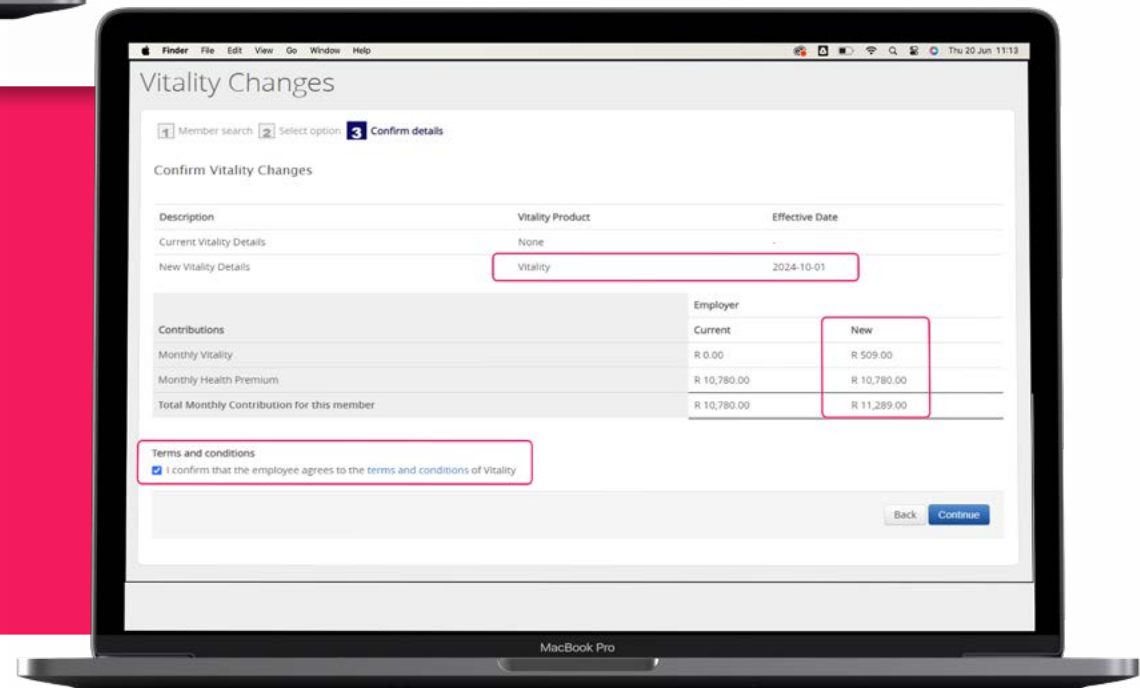 Finder File Edit View Go Window Help Thu 20 Jun 11:13
Vitality Changes
1 Member search 2 Select option 3 Confirm details
Confirm Vitality Changes
Description Vitality Product Effective Date
Current Vitality Details None -
New Vitality Details Vitality 2024-10-01
Employer
Contributions Current New
Monthly Vitality R 0.00 R 509.00
Monthly Health Premium R 10,780.00 R 10,780.00
Total Monthly Contribution for this member R 10,780.00 R 11,289.00
Terms and conditions
I confirm that the employee agrees to the terms and conditions of Vitality
Back Continue
MacBook Pro